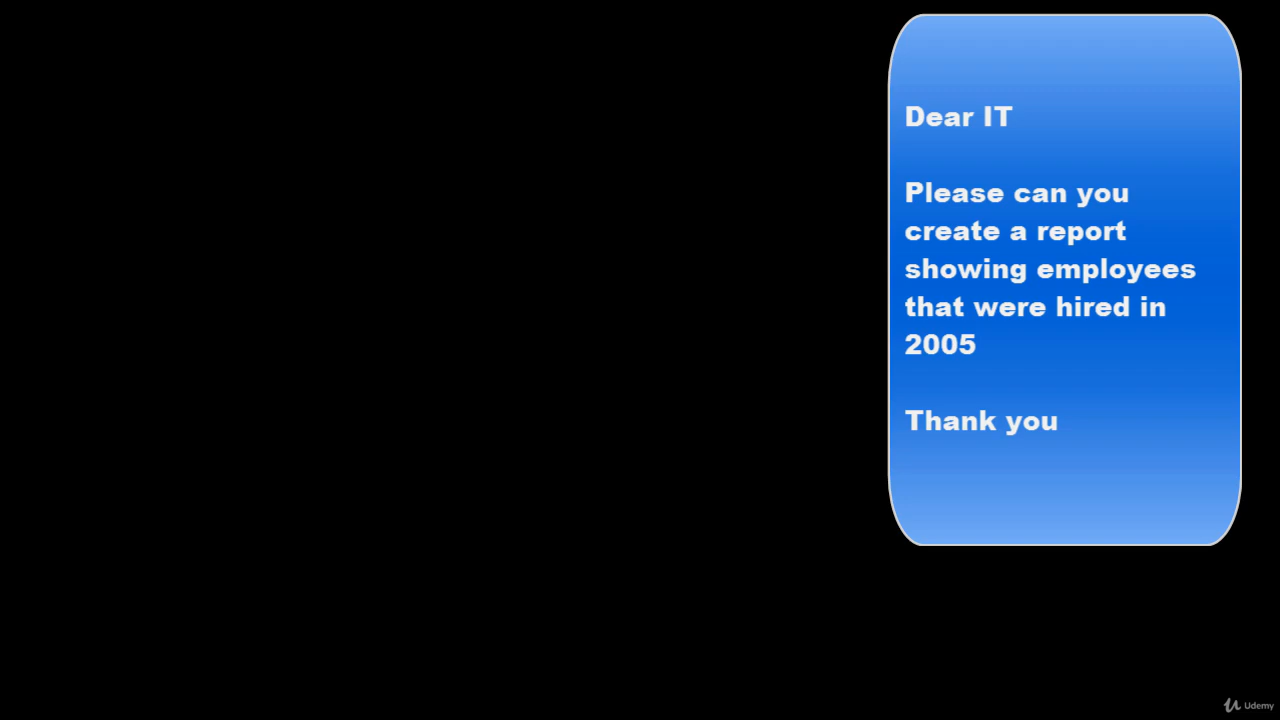 Dear IT
Please can you
create a report
showing employees
that were hired in
2005
Thank you
Udemy